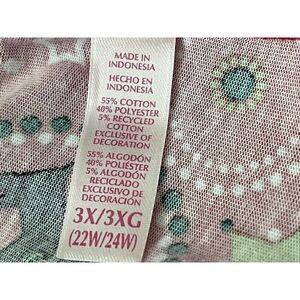 MADE IN
INDONESIA
HECHO EN
INDONESIA
55% COTTON
40% POLYESTER
5% RECYCLED
COTTON
EXCLUSIVE OF
DECORATION
55% ALGODÓN
40% POLIÉSTER
5% ALGODÓN
RECICLADO
EXCLUSIVO DE
DECORACIÓN
3X/3XG
(22W/24W)